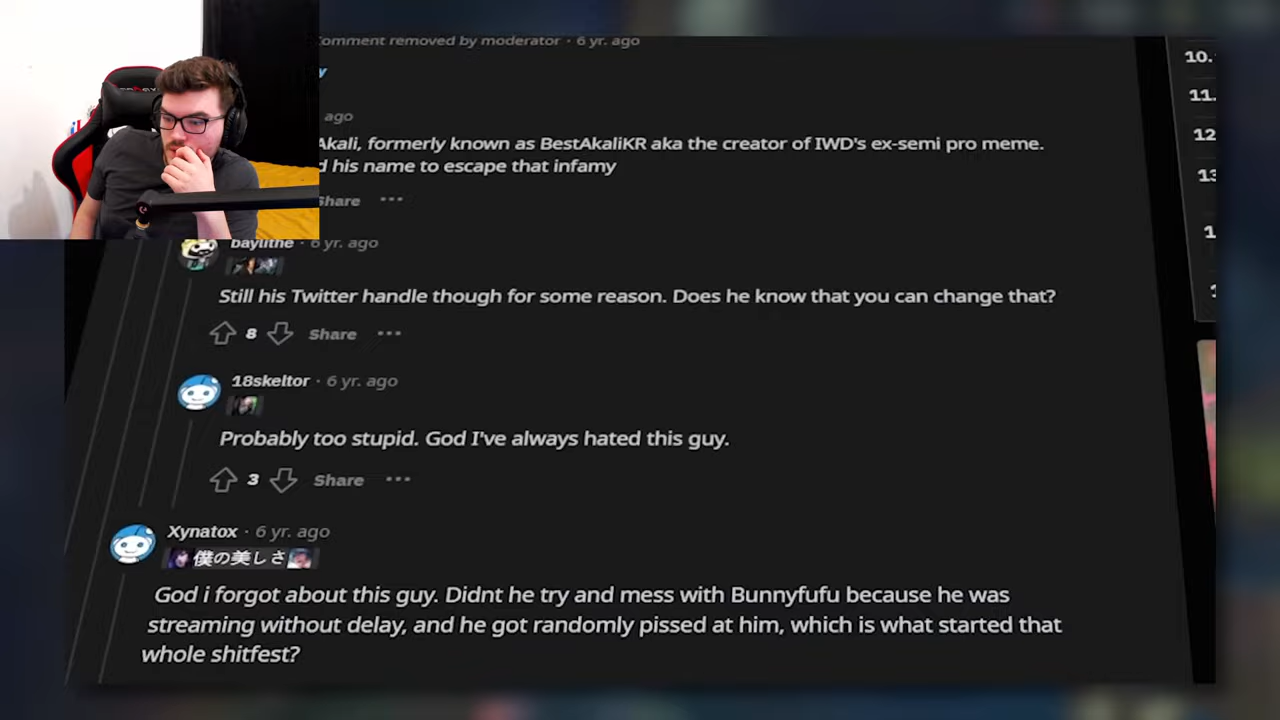 omment removed by moderator · 6 yr. ago
10.
y
11.
ago
12
Akali, formerly known as BestAkaliKR aka the creator of IWD's ex-semi pro meme.
d his name to escape that infamy
13
Share ···
1
baylithe · 6 yr. ago
Still his Twitter handle though for some reason. Does he know that you can change that?
8 Share ···
18skeltor · 6 yr. ago
Probably too stupid. God I've always hated this guy.
3 Share ···
Xynatox · 6 yr. ago
僕の美しさ
God i forgot about this guy. Didnt he try and mess with Bunnyfufu because he was
streaming without delay, and he got randomly pissed at him, which is what started that
whole shitfest?